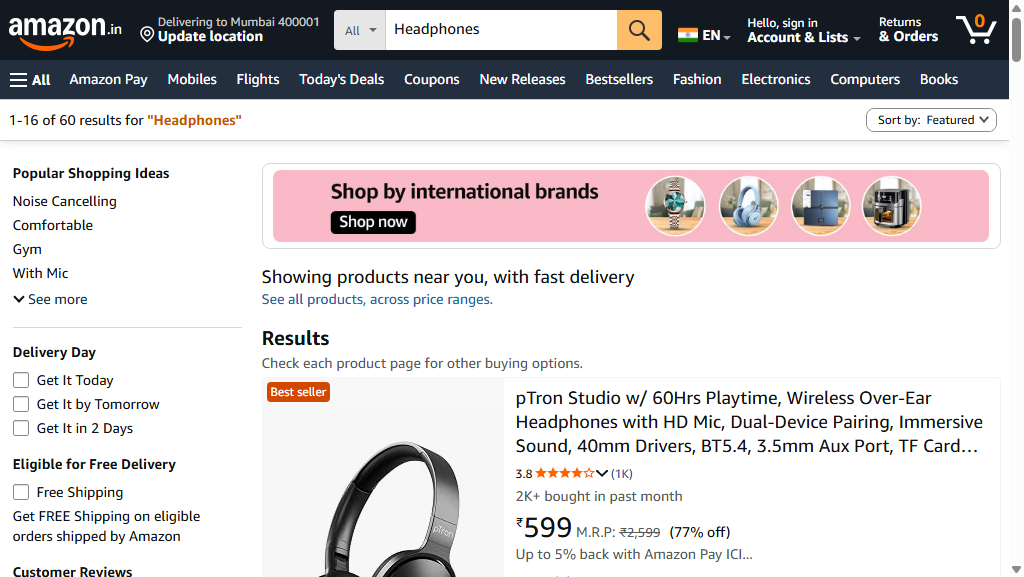 amazon.in
Delivering to Mumbai 400001
Update location
All
Headphones
EN
Hello, sign in
Account & Lists
Returns
& Orders
0
All
Amazon Pay
Mobiles
Flights
Today's Deals
Coupons
New Releases
Bestsellers
Fashion
Electronics
Computers
Books
1-16 of 60 results for "Headphones"
Sort by: Featured
Popular Shopping Ideas
Noise Cancelling
Comfortable
Gym
With Mic
See more
Delivery Day
Get It Today
Get It by Tomorrow
Get It in 2 Days
Eligible for Free Delivery
Free Shipping
Get FREE Shipping on eligible
orders shipped by Amazon
Customer Reviews
Shop by international brands
Shop now
Showing products near you, with fast delivery
See all products, across price ranges.
Results
Check each product page for other buying options.
Best seller
pTron
pTron Studio w/ 60Hrs Playtime, Wireless Over-Ear
Headphones with HD Mic, Dual-Device Pairing, Immersive
Sound, 40mm Drivers, BT5.4, 3.5mm Aux Port, TF Card…
3.8 (1K)
2K+ bought in past month
₹599 M.R.P: ₹2,599 (77% off)
Up to 5% back with Amazon Pay ICI…